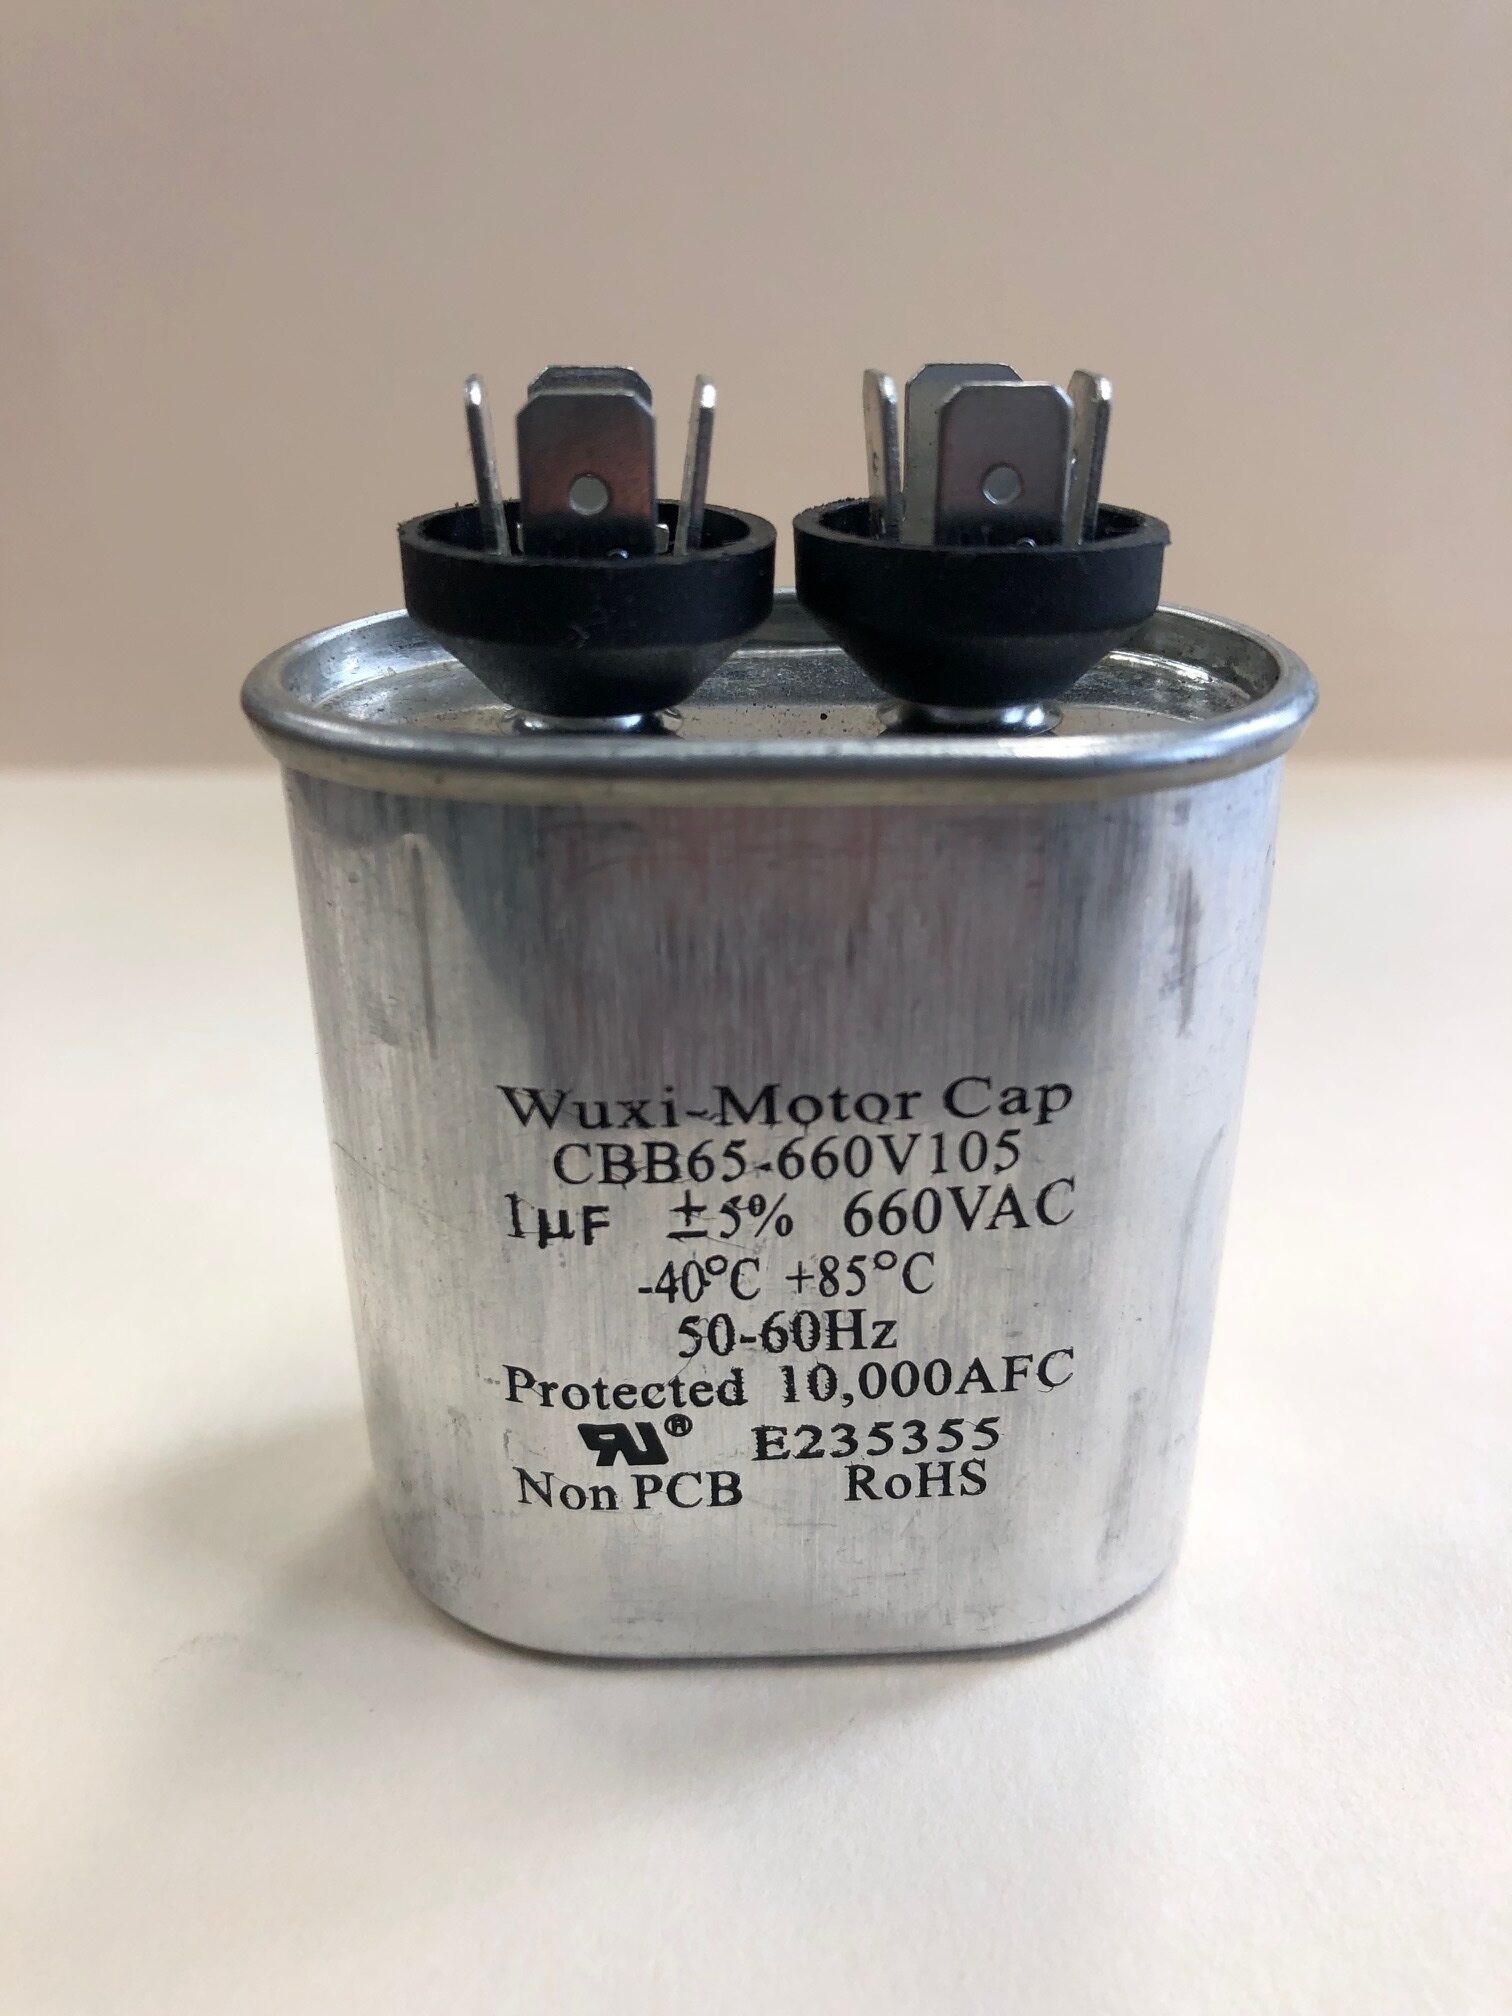 Wuxi-Motor Cap
CBB65-660V105
1µF ±5% 660VAC
-40°C +85°C
50-60Hz
Protected 10,000AFC
RU® E235355
Non PCB RoHS